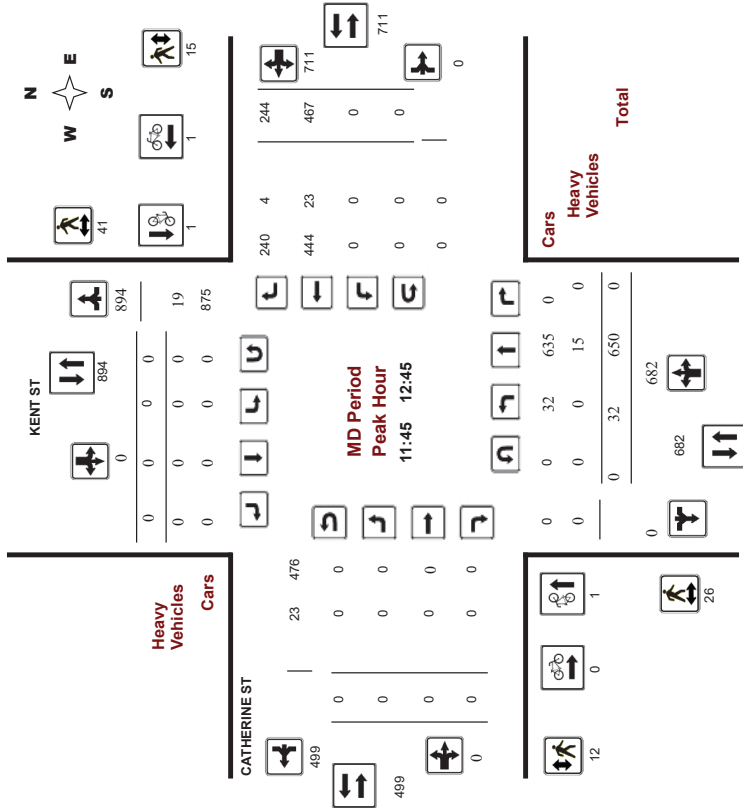 N
W E
S
41
15
1
1
KENT ST
0
894
894
0 0 0 0
Heavy Vehicles 0 0 0 0 19
Cars 0 0 0 0 875
CATHERINE ST
499
499
0
23 476
0 0 0
0 0 0
0 0 0
0 0 0
MD Period
Peak Hour
11:45 12:45
240 4 244
444 23 467
0 0 0
0 0 0
0
711
711
0
0 0 32 635 0 Cars
0 0 0 15 0 Heavy Vehicles
0 32 650 0 Total
0
682
682
12
0
1
26